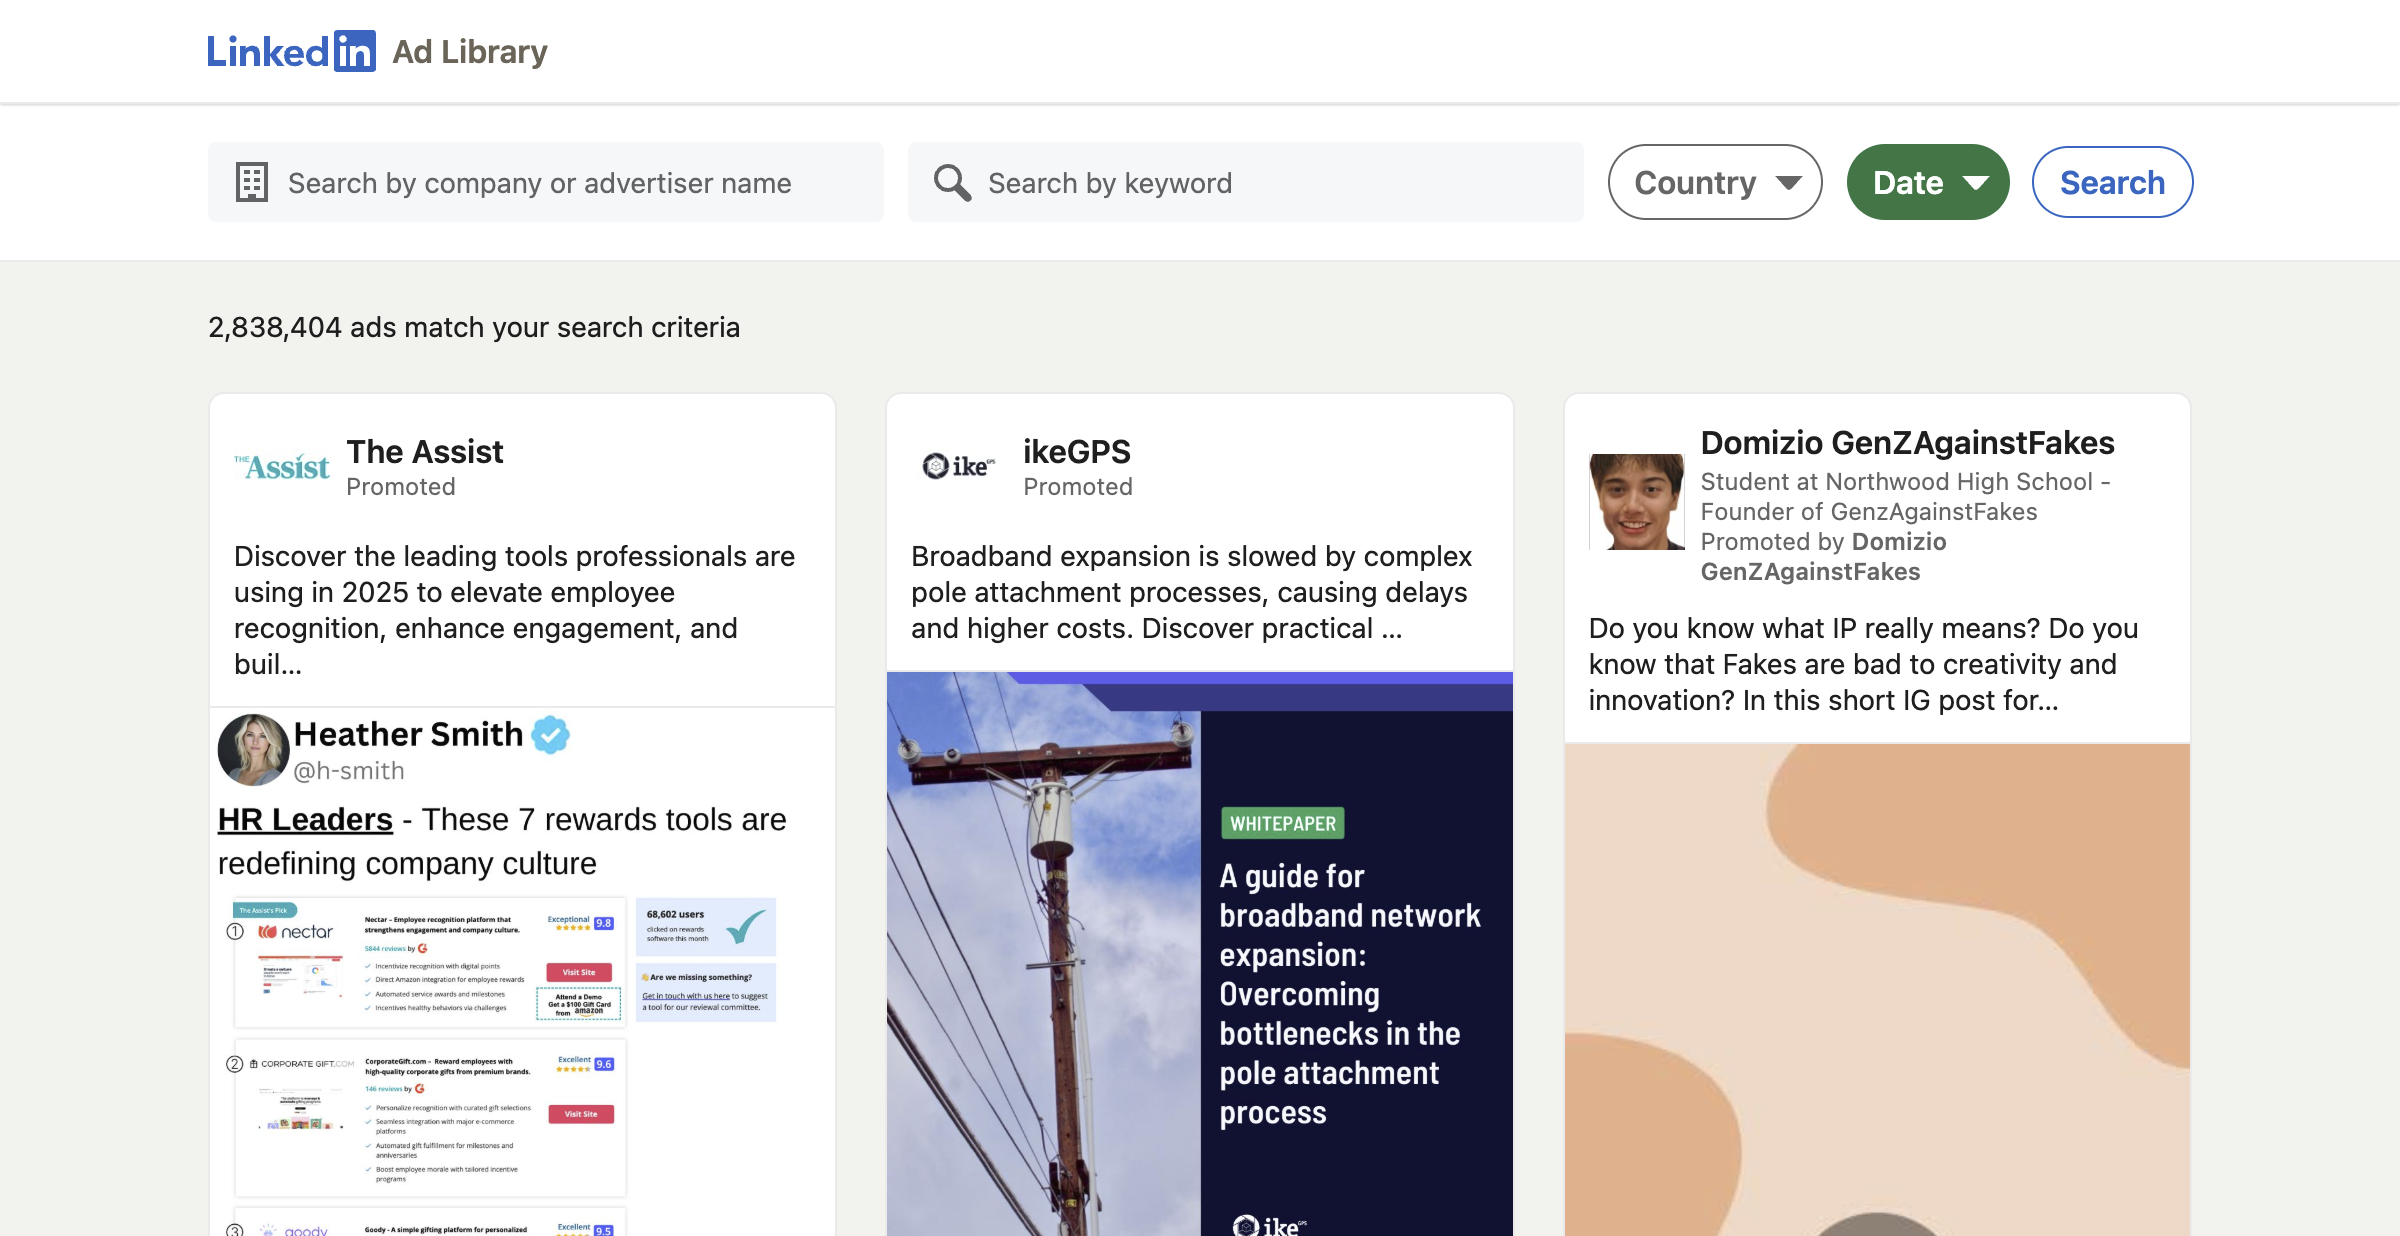 LinkedIn Ad Library
Search by company or advertiser name
Search by keyword
Country
Date
Search
2,838,404 ads match your search criteria
THE Assist
The Assist
Promoted
Discover the leading tools professionals are
using in 2025 to elevate employee
recognition, enhance engagement, and
buil...
Heather Smith
@h-smith
HR Leaders - These 7 rewards tools are
redefining company culture
The Assist's Pick
1
nectar
Nectar – Employee recognition platform that
strengthens engagement and company culture.
5844 reviews by G
Incentivize recognition with digital points
Direct Amazon integration for employee rewards
Automated service awards and milestones
Incentives healthy behaviors via challenges
Exceptional 9.8
Visit Site
Attend a Demo
Get a $100 Gift Card
from amazon
68,602 users
clicked on rewards
software this month
Are we missing something?
Get in touch with us here to suggest
a tool for our reviewal committee.
2
CORPORATE GIFT.COM
CorporateGift.com – Reward employees with
high-quality corporate gifts from premium brands.
146 reviews by G
Personalize recognition with curated gift selections
Seamless integration with major e-commerce
platforms
Automated gift fulfillment for milestones and
anniversaries
Boost employee morale with tailored incentive
programs
Excellent 9.6
Visit Site
3
goody
Goody - A simple gifting platform for personalized
Excellent 9.5
ike GPS
ikeGPS
Promoted
Broadband expansion is slowed by complex
pole attachment processes, causing delays
and higher costs. Discover practical ...
WHITEPAPER
A guide for
broadband network
expansion:
Overcoming
bottlenecks in the
pole attachment
process
ike GPS
Domizio GenZAgainstFakes
Student at Northwood High School -
Founder of GenzAgainstFakes
Promoted by Domizio
GenZAgainstFakes
Do you know what IP really means? Do you
know that Fakes are bad to creativity and
innovation? In this short IG post for...